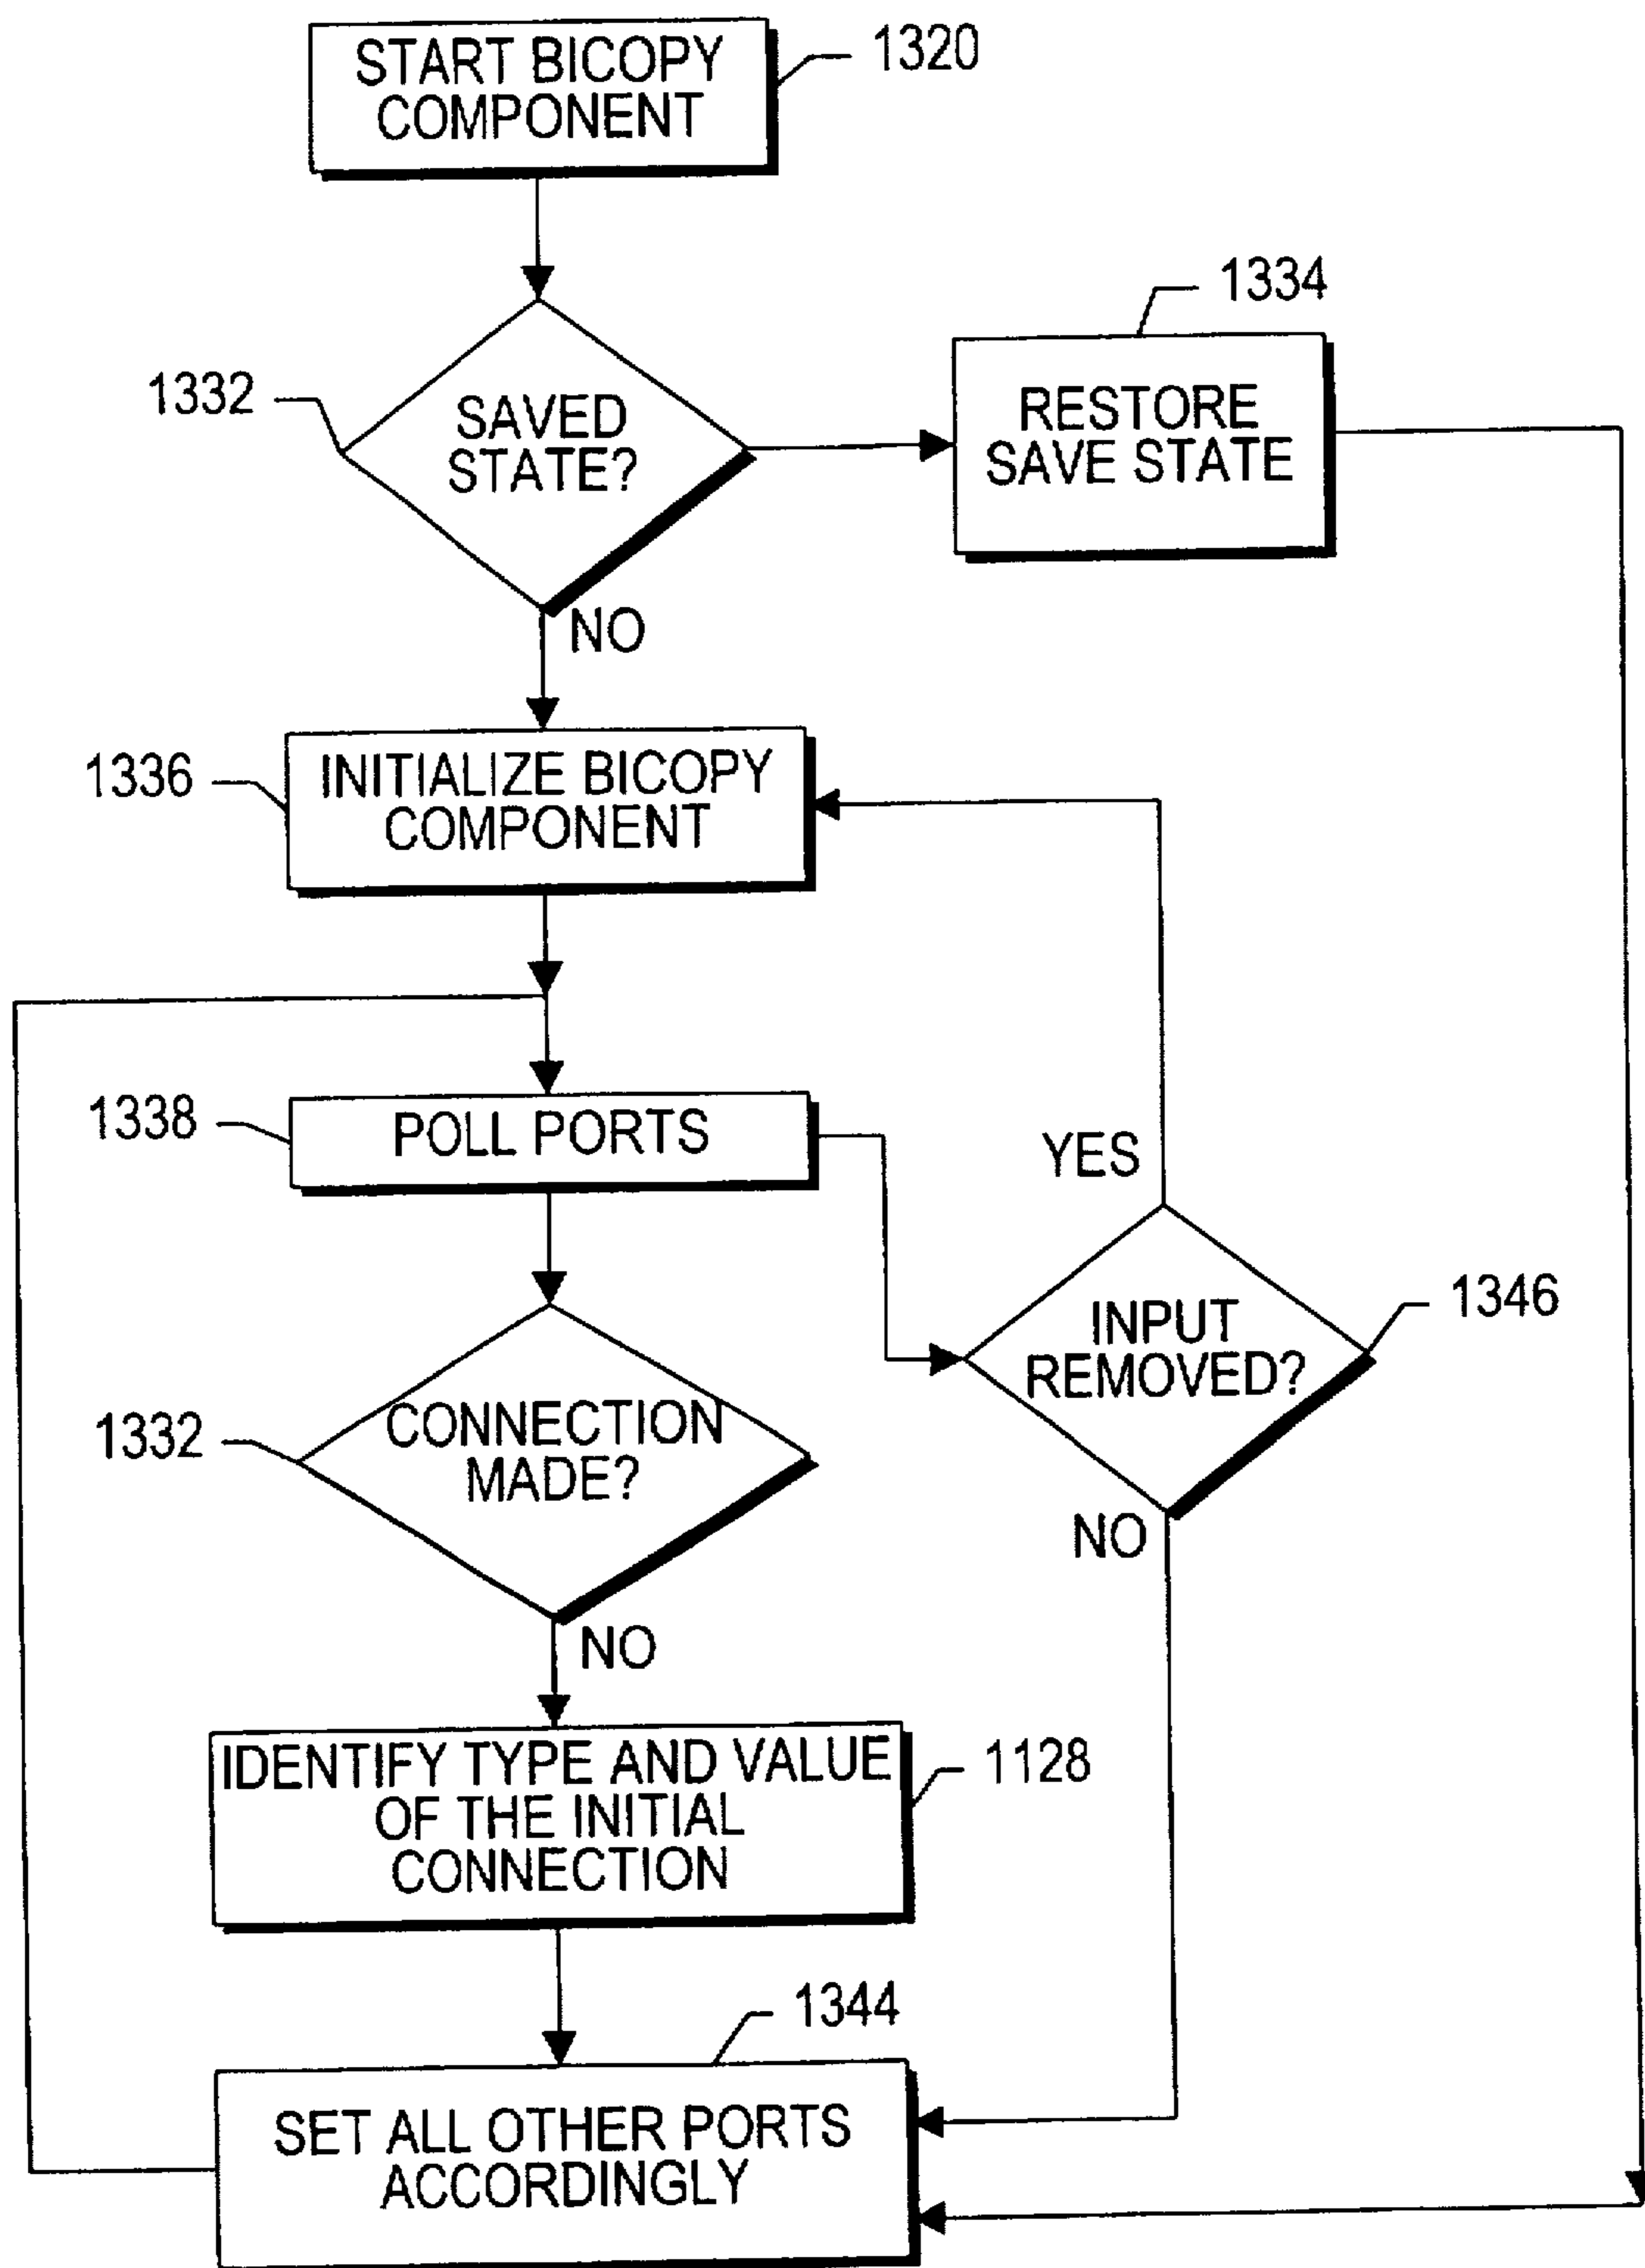 START BICOPY
COMPONENT
1320
1334
1332
SAVED
STATE?
RESTORE
SAVE STATE
NO
1336
INITIALIZE BICOPY
COMPONENT
1338
POLL PORTS
YES
1346
INPUT
REMOVED?
1332
CONNECTION
MADE?
NO
NO
IDENTIFY TYPE AND VALUE
OF THE INITIAL
CONNECTION
1128
1344
SET ALL OTHER PORTS
ACCORDINGLY